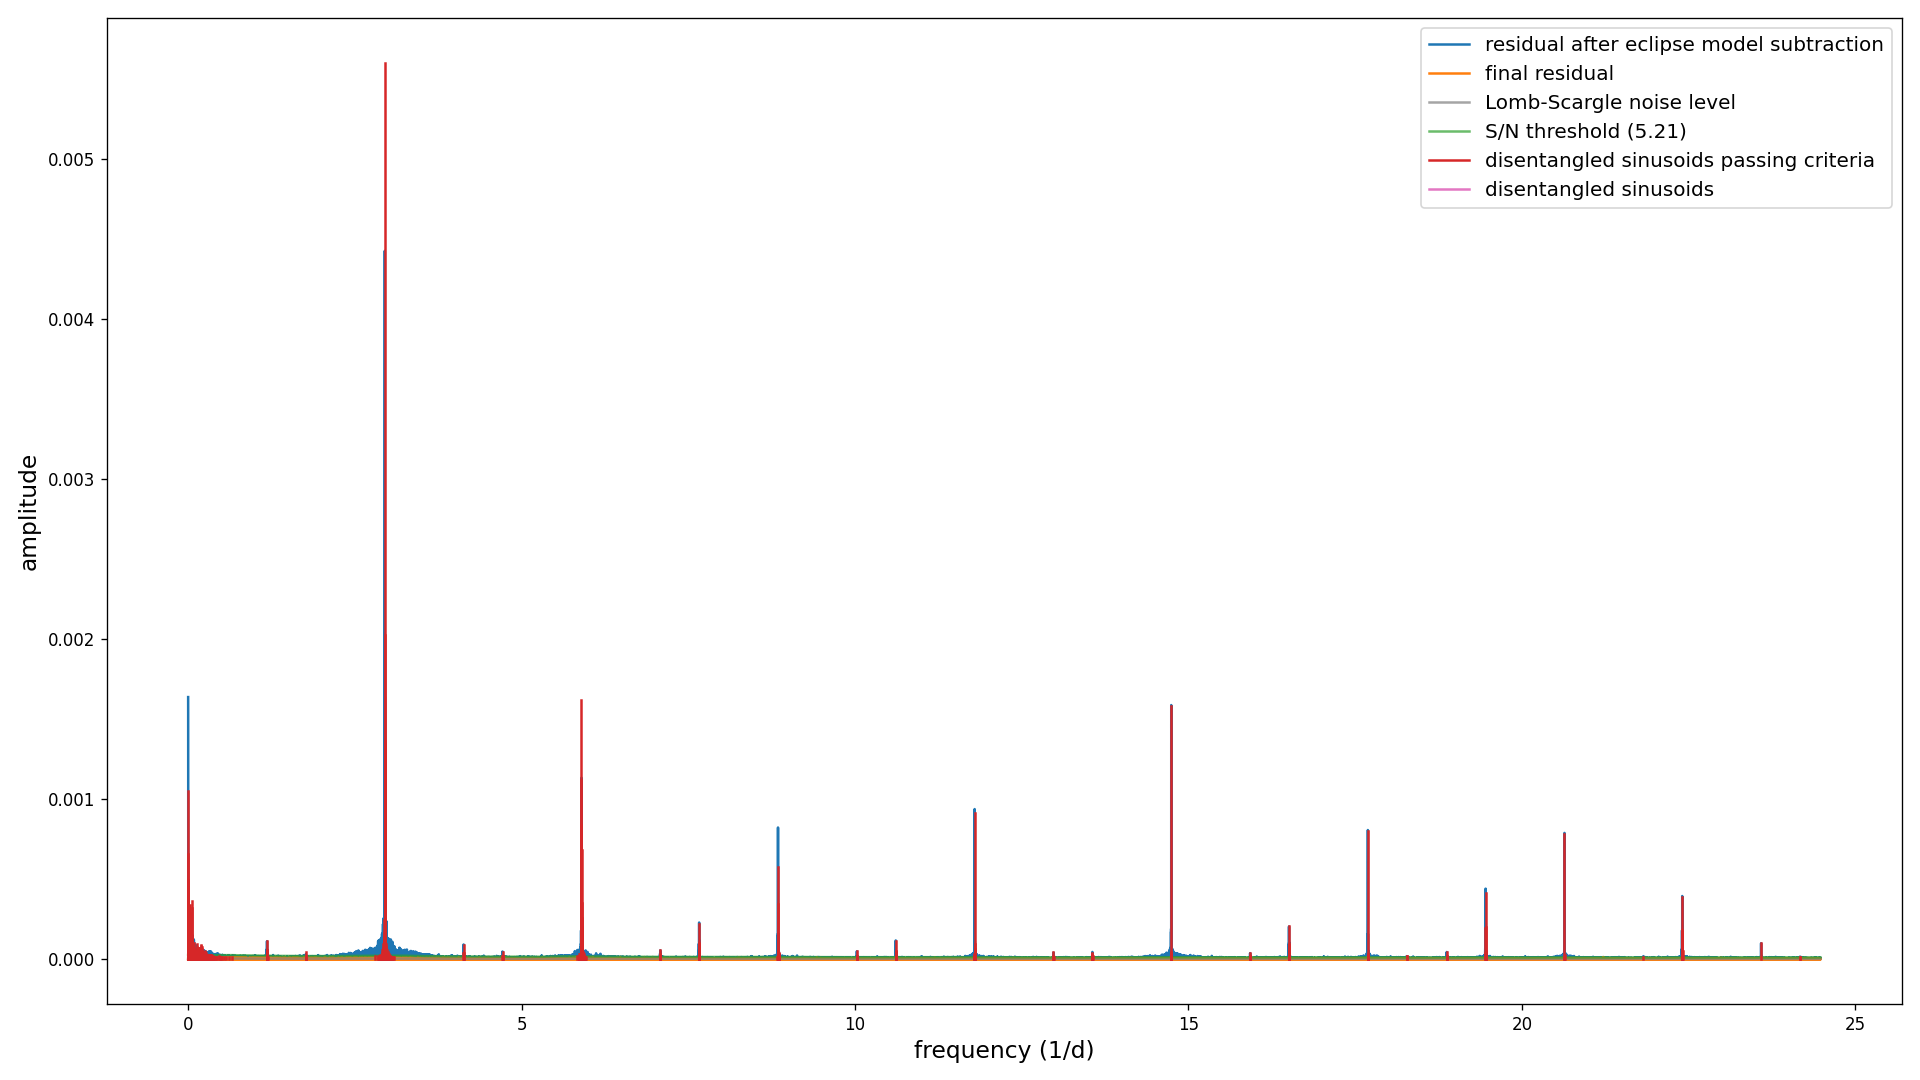 residual after eclipse model subtraction
final residual
Lomb-Scargle noise level
S/N threshold (5.21)
disentangled sinusoids passing criteria
disentangled sinusoids
0.005
0.004
0.003
0.002
0.001
0.000
amplitude
0 5 10 15 20 25
frequency (1/d)